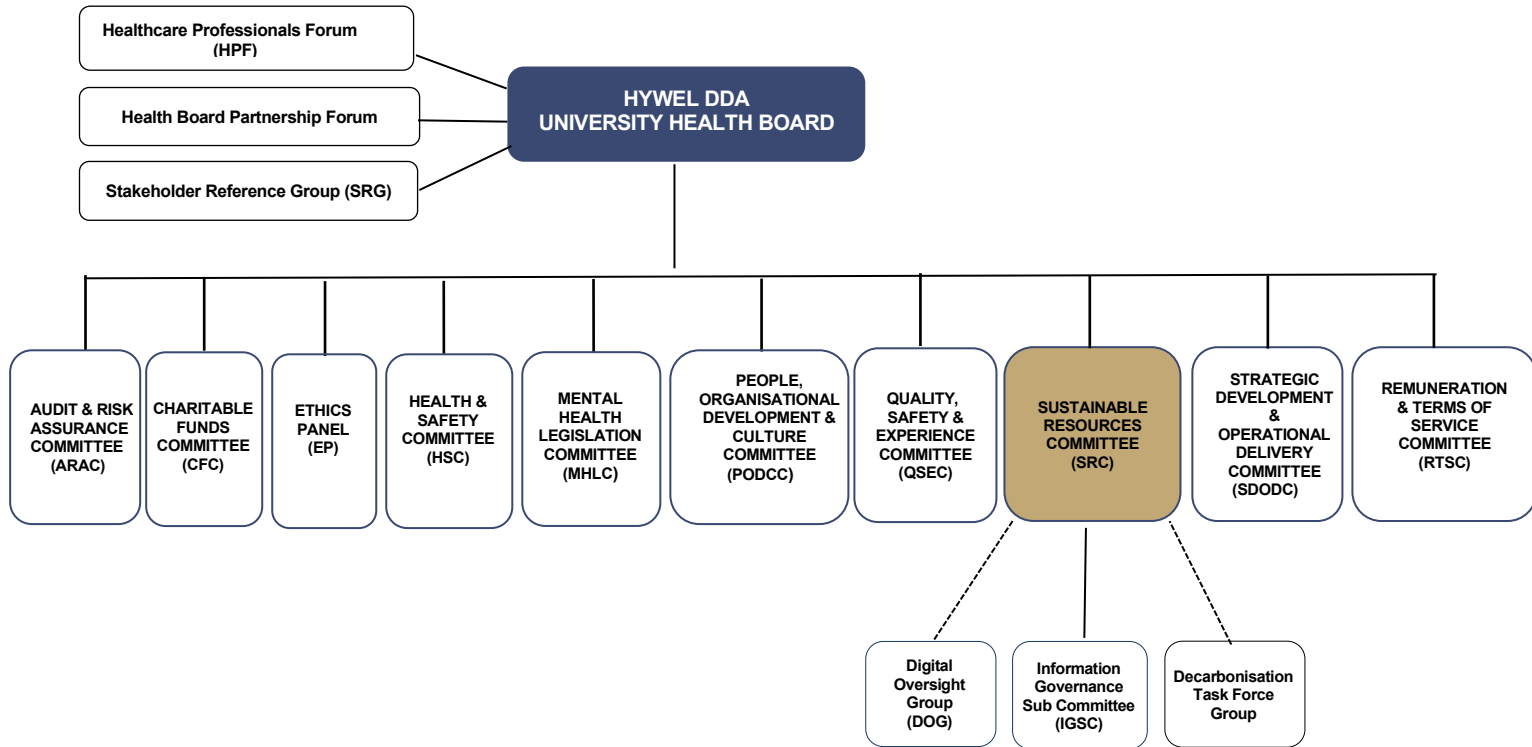 Healthcare Professionals Forum
(HPF)
HYWEL DDA
UNIVERSITY HEALTH BOARD
Health Board Partnership Forum
Stakeholder Reference Group (SRG)
AUDIT & RISK
ASSURANCE
COMMITTEE
(ARAC)
CHARITABLE
FUNDS
COMMITTEE
(CFC)
ETHICS
PANEL
(EP)
HEALTH &
SAFETY
COMMITTEE
(HSC)
MENTAL
HEALTH
LEGISLATION
COMMITTEE
(MHLC)
PEOPLE,
ORGANISATIONAL
DEVELOPMENT &
CULTURE
COMMITTEE
(PODCC)
QUALITY,
SAFETY &
EXPERIENCE
COMMITTEE
(QSEC)
SUSTAINABLE
RESOURCES
COMMITTEE
(SRC)
STRATEGIC
DEVELOPMENT
&
OPERATIONAL
DELIVERY
COMMITTEE
(SDODC)
REMUNERATION
& TERMS OF
SERVICE
COMMITTEE
(RTSC)
Digital
Oversight
Group
(DOG)
Information
Governance
Sub Committee
(IGSC)
Decarbonisation
Task Force
Group